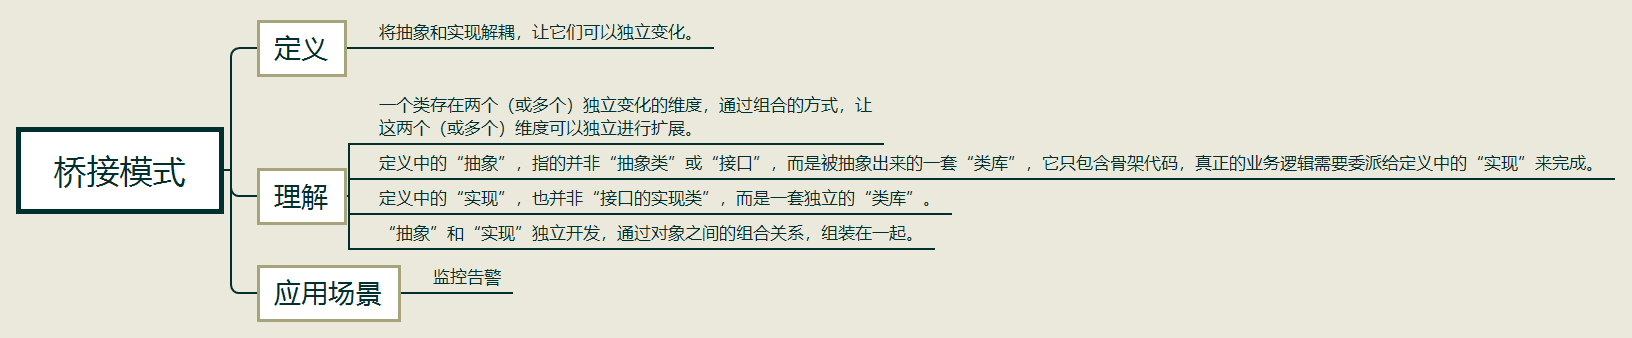 桥接模式
定义
将抽象和实现解耦，让它们可以独立变化。
理解
一个类存在两个（或多个）独立变化的维度，通过组合的方式，让
这两个（或多个）维度可以独立进行扩展。
定义中的“抽象”，指的并非“抽象类”或“接口”，而是被抽象出来的一套“类库”，它只包含骨架代码，真正的业务逻辑需要委派给定义中的“实现”来完成。
定义中的“实现”，也并非“接口的实现类”，而是一套独立的“类库”。
“抽象”和“实现”独立开发，通过对象之间的组合关系，组装在一起。
应用场景
监控告警